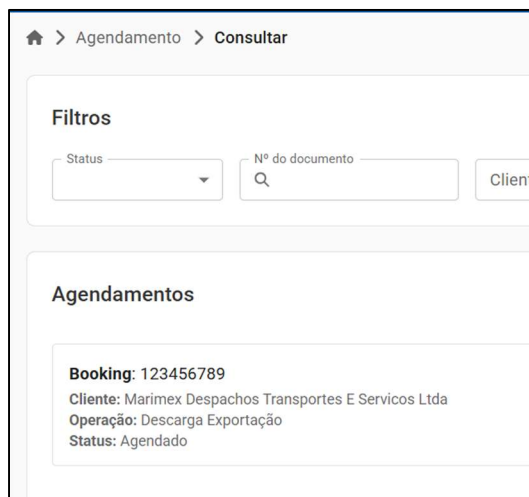 Agendamento > Consultar
Filtros
Status
Nº do documento
Client
Agendamentos
Booking: 123456789
Cliente: Marimex Despachos Transportes E Servicos Ltda
Operação: Descarga Exportação
Status: Agendado